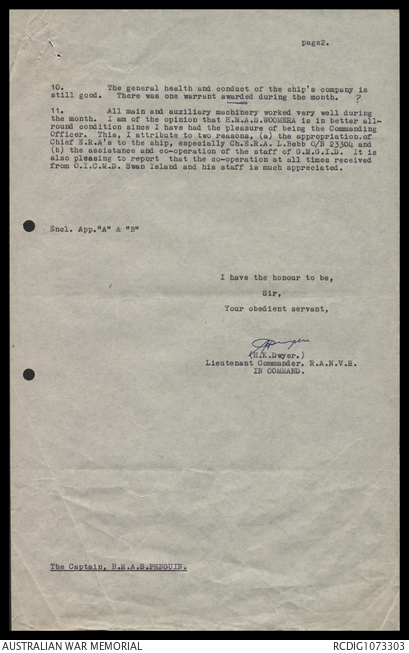 page2.
10. The general health and conduct of the ship's company is
still good. There was one warrant awarded during the month. ?
11. All main and auxiliary machinery worked very well during
the month. I am of the opinion that H.M.A.S.WOOMERA is in better all-
round condition since I have had the pleasure of being the Commanding
Officer. This, I attribute to two reasons, (a) the appropriation of
Chief E.R.A's to the ship, especially Ch.E.R.A. L.Bebb O/N 23304 and
(b) the assistance and co-operation of the staff of G.M.G.I.D. It is
also pleasing to report that the co-operation at all times received
from O.I.C.M.D. Swan Island and his staff is much appreciated.
Encl. App."A" & "B"
I have the honour to be,
Sir,
Your obedient servant,
(H.K.Dwyer.)
Lieutenant Commander, R.A.N.V.R.
IN COMMAND.
The Captain, H.M.A.S.PENGUIN.
AUSTRALIAN WAR MEMORIAL
RCDIG1073303